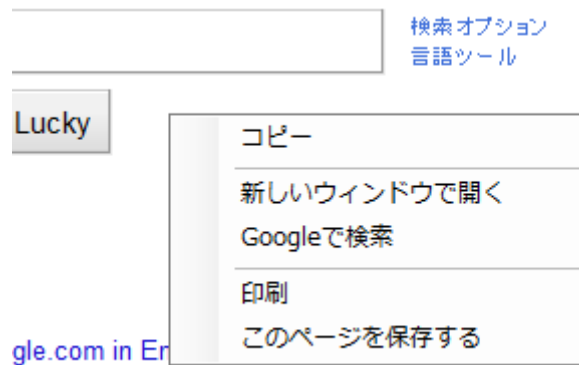 検索オプション
言語ツール
Lucky
コピー
新しいウィンドウで開く
Googleで検索
印刷
このページを保存する
gle.com in En